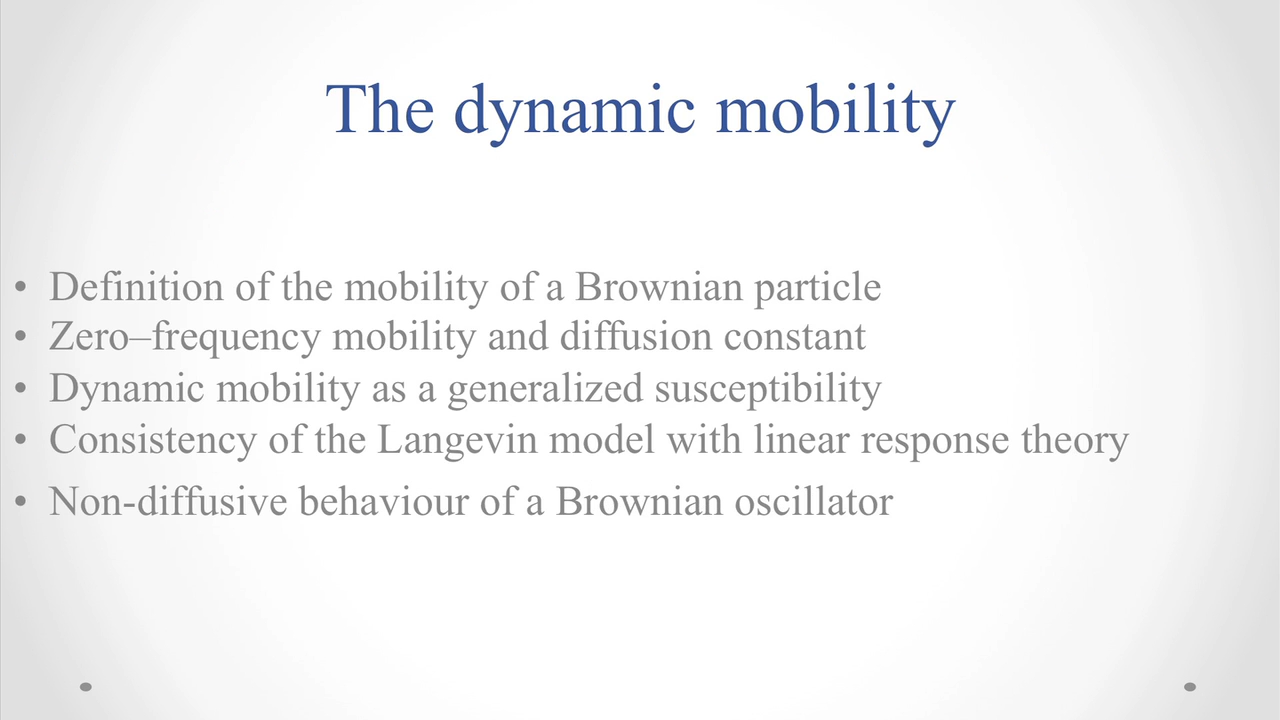 The dynamic mobility
• Definition of the mobility of a Brownian particle
• Zero–frequency mobility and diffusion constant
• Dynamic mobility as a generalized susceptibility
• Consistency of the Langevin model with linear response theory
• Non-diffusive behaviour of a Brownian oscillator